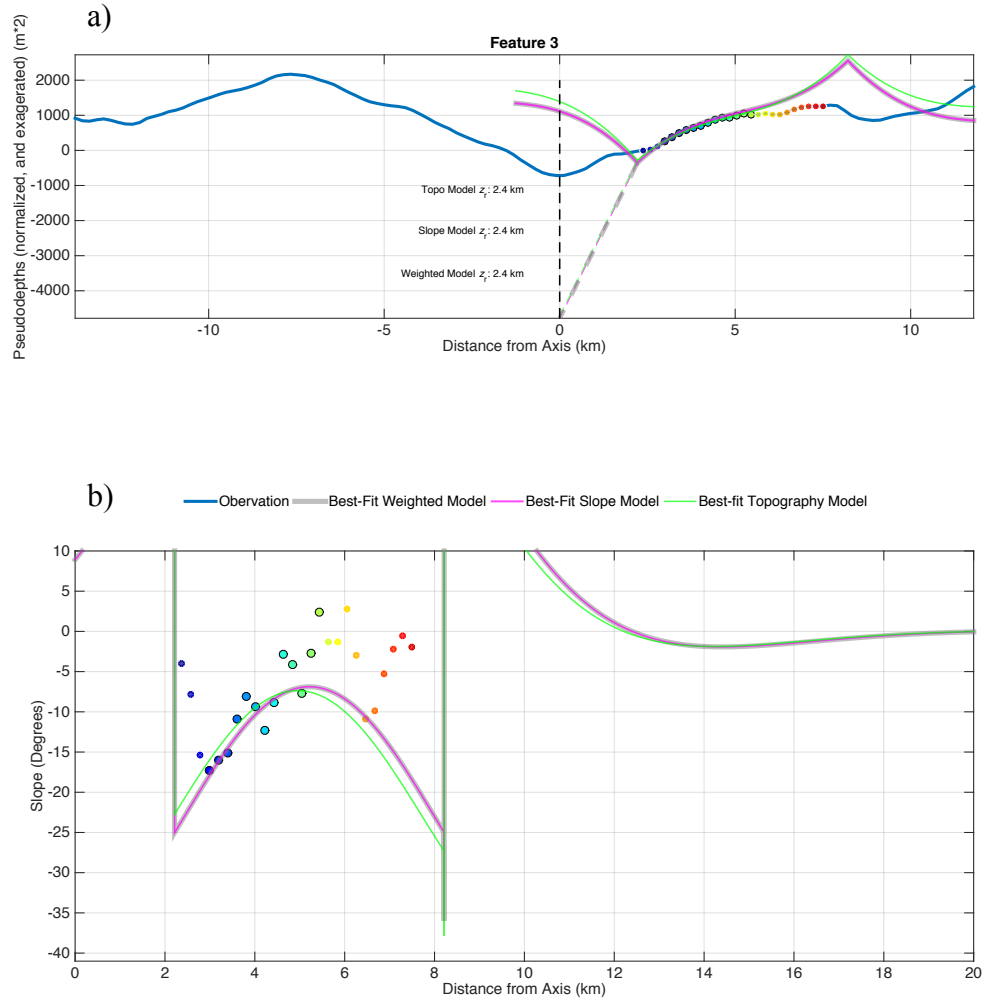 a)
Feature 3
Pseudodepths (normalized, and exagerated) (m*2)
2000
1000
0
-1000
-2000
-3000
-4000
Topo Model z_r: 2.4 km
Slope Model z_r: 2.4 km
Weighted Model z_r: 2.4 km
-10 -5 0 5 10
Distance from Axis (km)
b)
Obervation Best-Fit Weighted Model Best-Fit Slope Model Best-fit Topography Model
Slope (Degrees)
10
5
0
-5
-10
-15
-20
-25
-30
-35
-40
0 2 4 6 8 10 12 14 16 18 20
Distance from Axis (km)